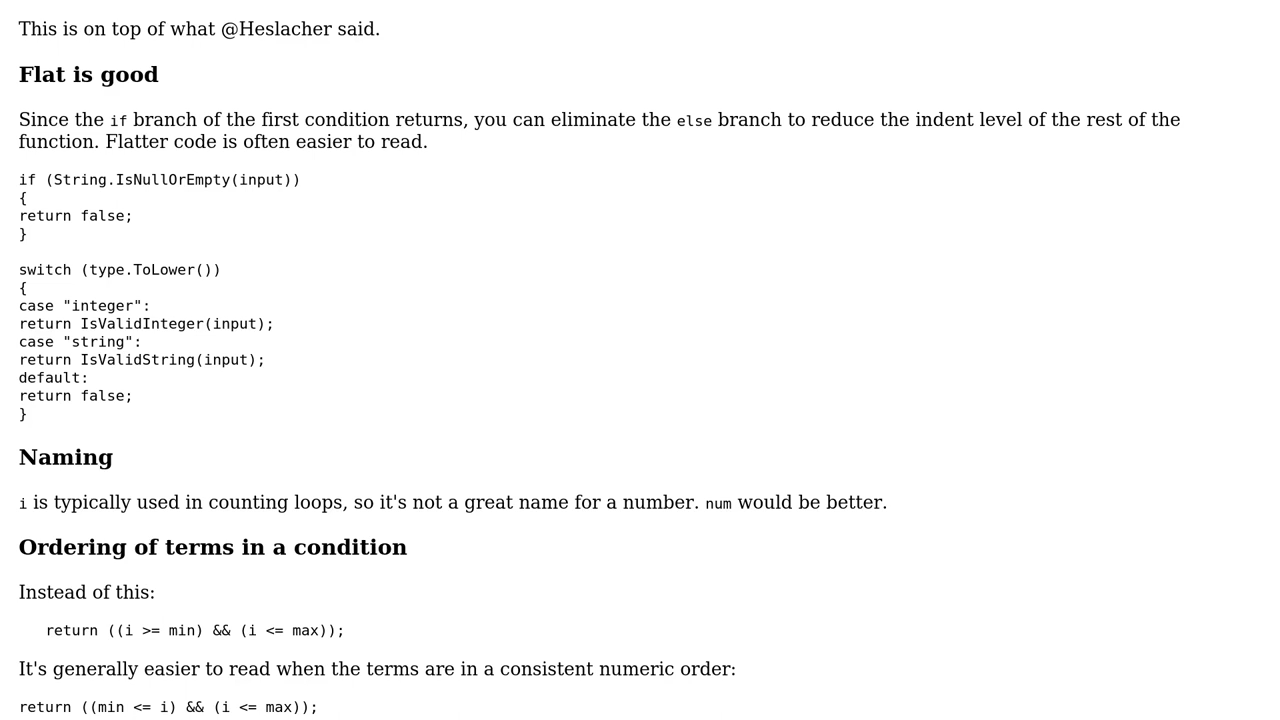 This is on top of what @Heslacher said.
Flat is good
Since the if branch of the first condition returns, you can eliminate the else branch to reduce the indent level of the rest of the
function. Flatter code is often easier to read.
if (String.IsNullOrEmpty(input))
{
return false;
}
switch (type.ToLower())
{
case "integer":
return IsValidInteger(input);
case "string":
return IsValidString(input);
default:
return false;
}
Naming
i is typically used in counting loops, so it's not a great name for a number. num would be better.
Ordering of terms in a condition
Instead of this:
return ((i >= min) && (i <= max));
It's generally easier to read when the terms are in a consistent numeric order:
return ((min <= i) && (i <= max));